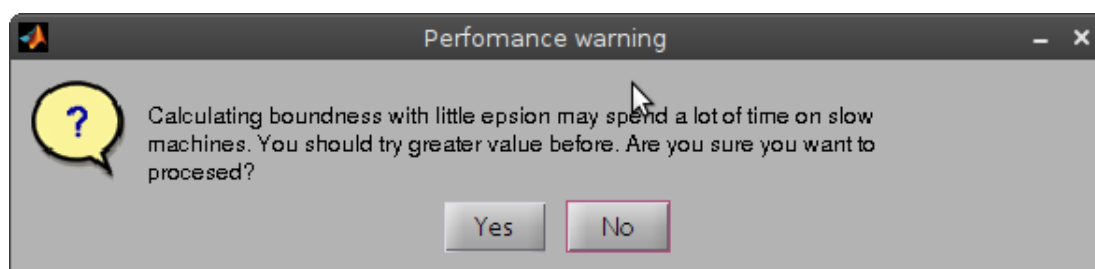 Perfomance warning
?
Calculating boundness with little epsion may spend a lot of time on slow
machines. You should try greater value before. Are you sure you want to
procesed?
Yes No